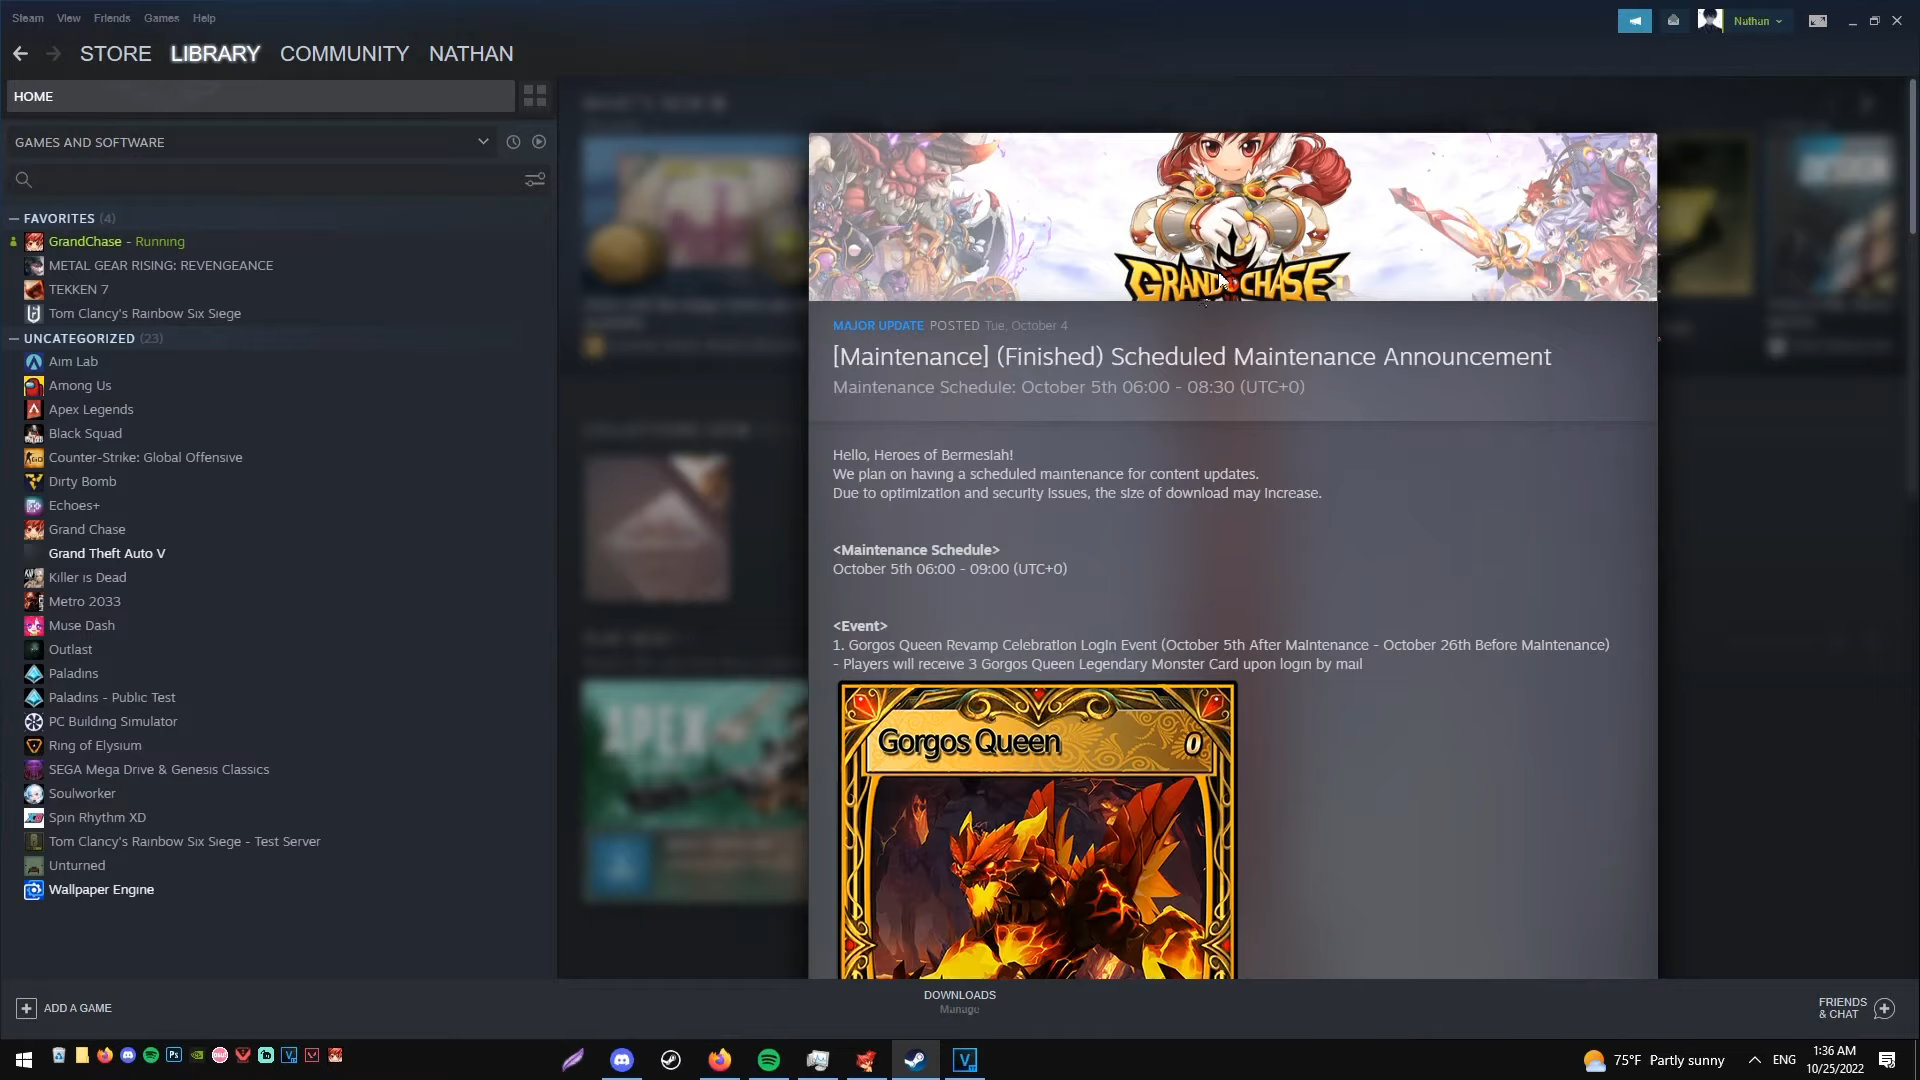 Steam View Friends Games Help
Nathan
STORE LIBRARY COMMUNITY NATHAN
HOME
GAMES AND SOFTWARE
FAVORITES (4)
GrandChase - Running
METAL GEAR RISING: REVENGEANCE
TEKKEN 7
Tom Clancy's Rainbow Six Siege
UNCATEGORIZED (23)
Aim Lab
Among Us
Apex Legends
Black Squad
Counter-Strike: Global Offensive
Dirty Bomb
Echoes+
Grand Chase
Grand Theft Auto V
Killer is Dead
Metro 2033
Muse Dash
Outlast
Paladins
Paladins - Public Test
PC Building Simulator
Ring of Elysium
SEGA Mega Drive & Genesis Classics
Soulworker
Spin Rhythm XD
Tom Clancy's Rainbow Six Siege - Test Server
Unturned
Wallpaper Engine
GRAND CHASE
MAJOR UPDATE POSTED Tue, October 4
[Maintenance] (Finished) Scheduled Maintenance Announcement
Maintenance Schedule: October 5th 06:00 - 08:30 (UTC+0)
Hello, Heroes of Bermesiah!
We plan on having a scheduled maintenance for content updates.
Due to optimization and security issues, the size of download may increase.
<Maintenance Schedule>
October 5th 06:00 - 09:00 (UTC+0)
<Event>
1. Gorgos Queen Revamp Celebration Login Event (October 5th After Maintenance - October 26th Before Maintenance)
- Players will receive 3 Gorgos Queen Legendary Monster Card upon login by mail
Gorgos Queen 0
APEX
ADD A GAME
DOWNLOADS
Manage
FRIENDS
& CHAT
75°F Partly sunny
ENG
1:36 AM
10/25/2022